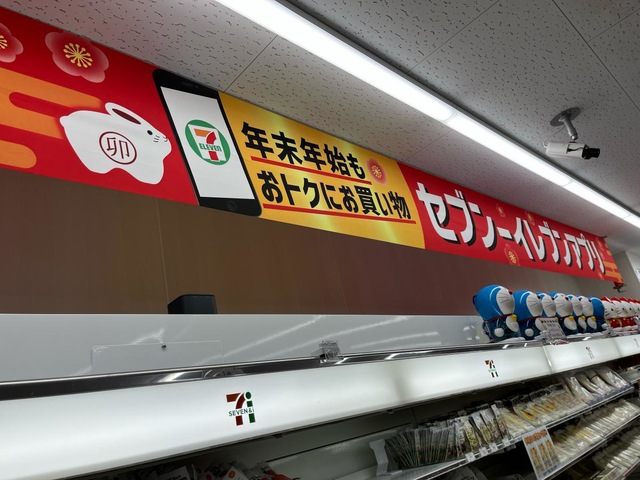 卯
7
ELEVEN
年末年始も
おトクにお買い物
セブン‐イレブンアプリ
7i
SEVEN & i